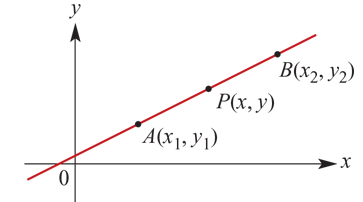 y
B(x₂, y₂)
P(x, y)
A(x₁, y₁)
x
0